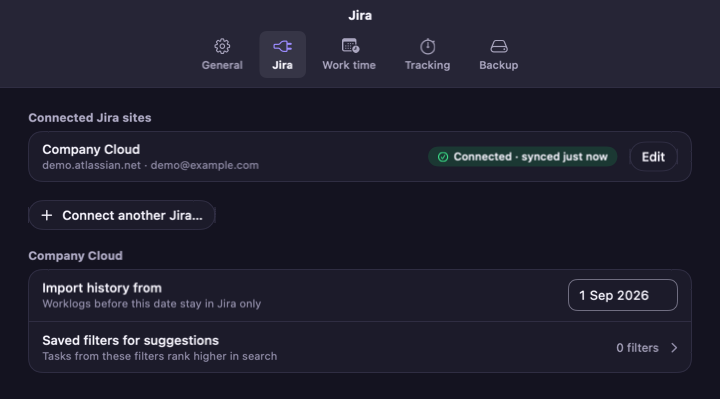 Jira
General
Jira
Work time
Tracking
Backup
Connected Jira sites
Company Cloud
demo.atlassian.net · demo@example.com
Connected · synced just now
Edit
+ Connect another Jira...
Company Cloud
Import history from
Worklogs before this date stay in Jira only
1 Sep 2026
Saved filters for suggestions
Tasks from these filters rank higher in search
0 filters